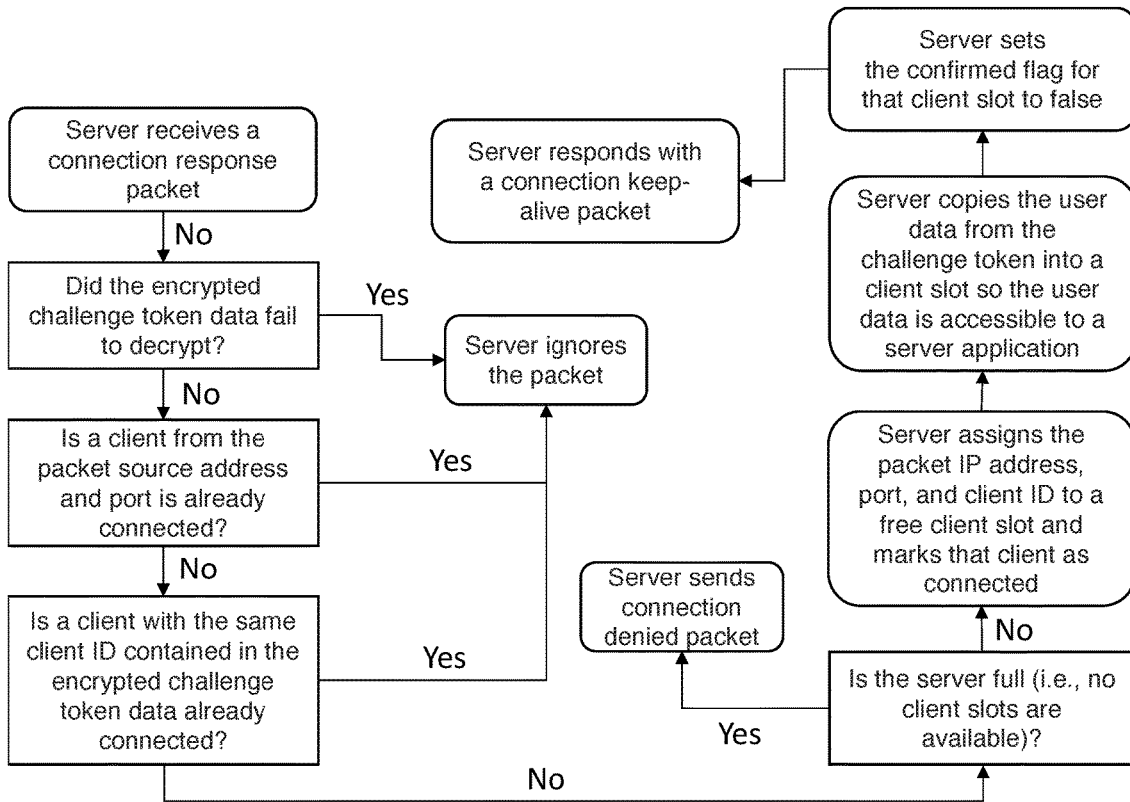 Server receives a
connection response
packet
No
Did the encrypted
challenge token data fail
to decrypt?
Yes
No
Is a client from the
packet source address
and port is already
connected?
Yes
No
Is a client with the same
client ID contained in the
encrypted challenge
token data already
connected?
Yes
No
Server ignores
the packet
Is the server full (i.e., no
client slots are
available)?
Yes
Server sends
connection
denied packet
No
Server assigns the
packet IP address,
port, and client ID to a
free client slot and
marks that client as
connected
Server copies the user
data from the
challenge token into a
client slot so the user
data is accessible to a
server application
Server sets
the confirmed flag for
that client slot to false
Server responds with
a connection keep-
alive packet